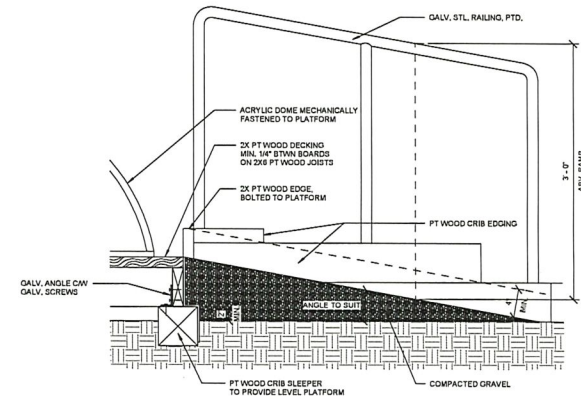 GALV. STL. RAILING, PTD.
ACRYLIC DOME MECHANICALLY
FASTENED TO PLATFORM
2X PT WOOD DECKING
MIN. 1/4" BTWN BOARDS
ON 2X6 PT WOOD JOISTS
2X PT WOOD EDGE,
BOLTED TO PLATFORM
3'-0"
ABV. RAMP
PT WOOD CRIB EDGING
GALV. ANGLE C/W
GALV. SCREWS
ANGLE TO SUIT
2"
MIN.
4"
MIN.
PT WOOD CRIB SLEEPER
TO PROVIDE LEVEL PLATFORM
COMPACTED GRAVEL